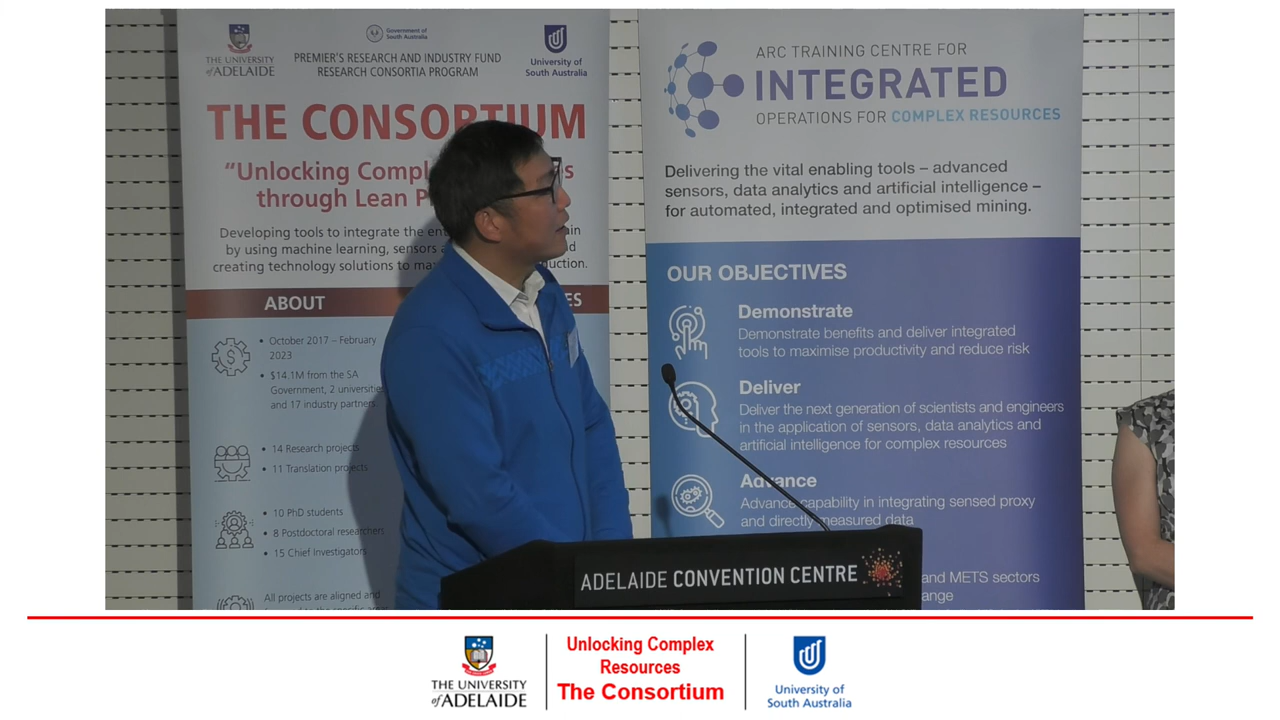 THE UNIVERSITY
of ADELAIDE
Government of
South Australia
PREMIER'S RESEARCH AND INDUSTRY FUND
RESEARCH CONSORTIA PROGRAM
University of
South Australia
THE CONSORTIUM
"Unlocking
through Lean
Developing tools to integrate the
by using machine learning, sensors
creating technology solutions to
ABOUT
• October 2017 – February
2023
• $14.1M from the SA
Government, 2 universities
and 17 industry partners
• 14 Research projects
• 11 Translation projects
• 10 PhD students
• 8 Postdoctoral researchers
• 15 Chief Investigators
All projects are aligned and
ARC TRAINING CENTRE FOR
INTEGRATED
OPERATIONS FOR COMPLEX RESOURCES
Delivering the vital enabling tools – advanced
sensors, data analytics and artificial intelligence –
for automated, integrated and optimised mining.
OUR OBJECTIVES
Demonstrate
Demonstrate benefits and deliver integrated
tools to maximise productivity and reduce risk
Deliver
Deliver the next generation of scientists and engineers
in the application of sensors, data analytics and
artificial intelligence for complex resources
Advance
Advance capability in integrating sensed proxy
and directly measured data
and METS sectors
ADELAIDE CONVENTION CENTRE
THE UNIVERSITY
of ADELAIDE
Unlocking Complex
Resources
The Consortium
University of
South Australia